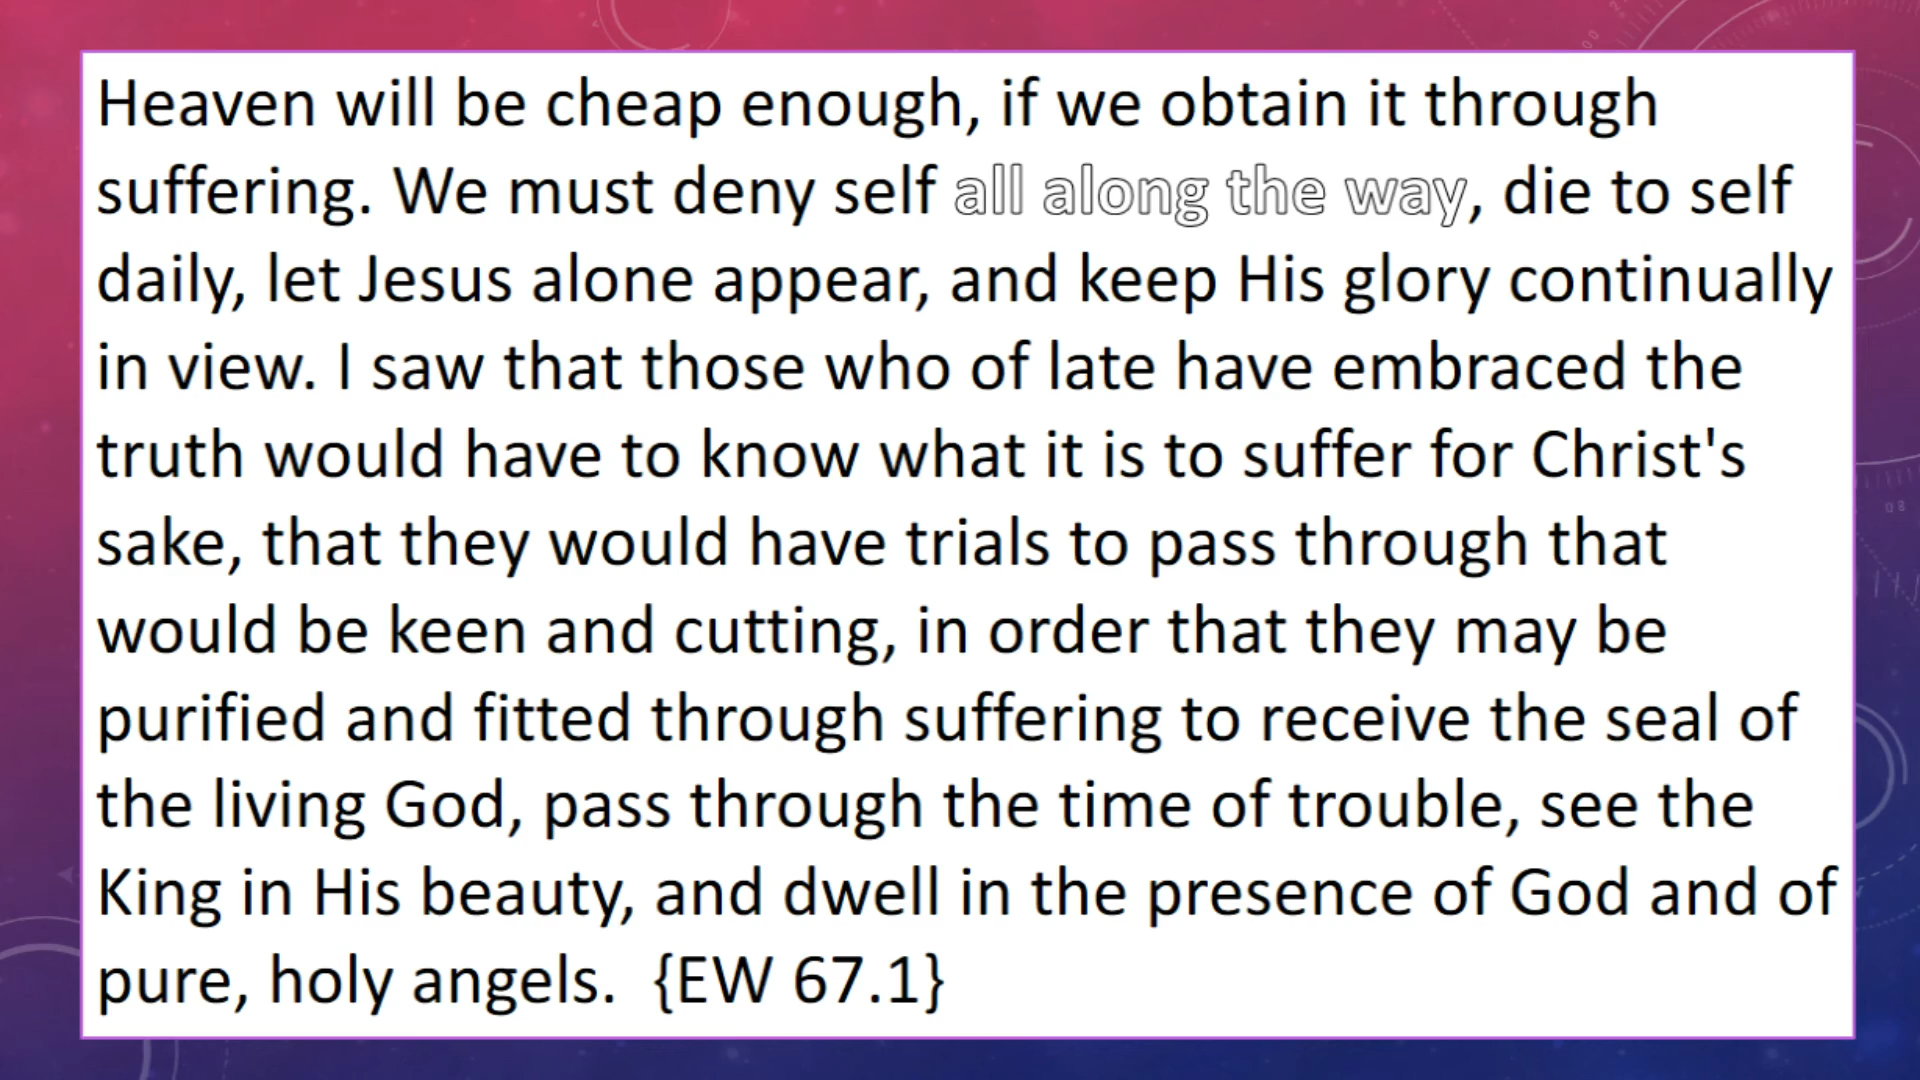 Heaven will be cheap enough, if we obtain it through
suffering. We must deny self all along the way, die to self
daily, let Jesus alone appear, and keep His glory continually
in view. I saw that those who of late have embraced the
truth would have to know what it is to suffer for Christ's
sake, that they would have trials to pass through that
would be keen and cutting, in order that they may be
purified and fitted through suffering to receive the seal of
the living God, pass through the time of trouble, see the
King in His beauty, and dwell in the presence of God and of
pure, holy angels.  {EW 67.1}